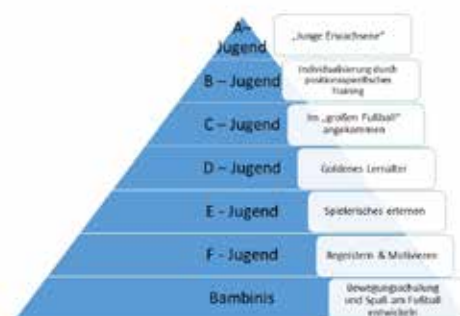 A–
Jugend
„Junge Erwachsene"
B – Jugend
Individualisierung durch
positionsspezifisches
Training
C – Jugend
Im „großen Fußball"
angekommen
D – Jugend
Goldenes Lernalter
E - Jugend
Spielerisches erlernen
F - Jugend
Begeistern & Motivieren
Bambinis
Bewegungsschulung
und Spaß am Fußball
entwickeln